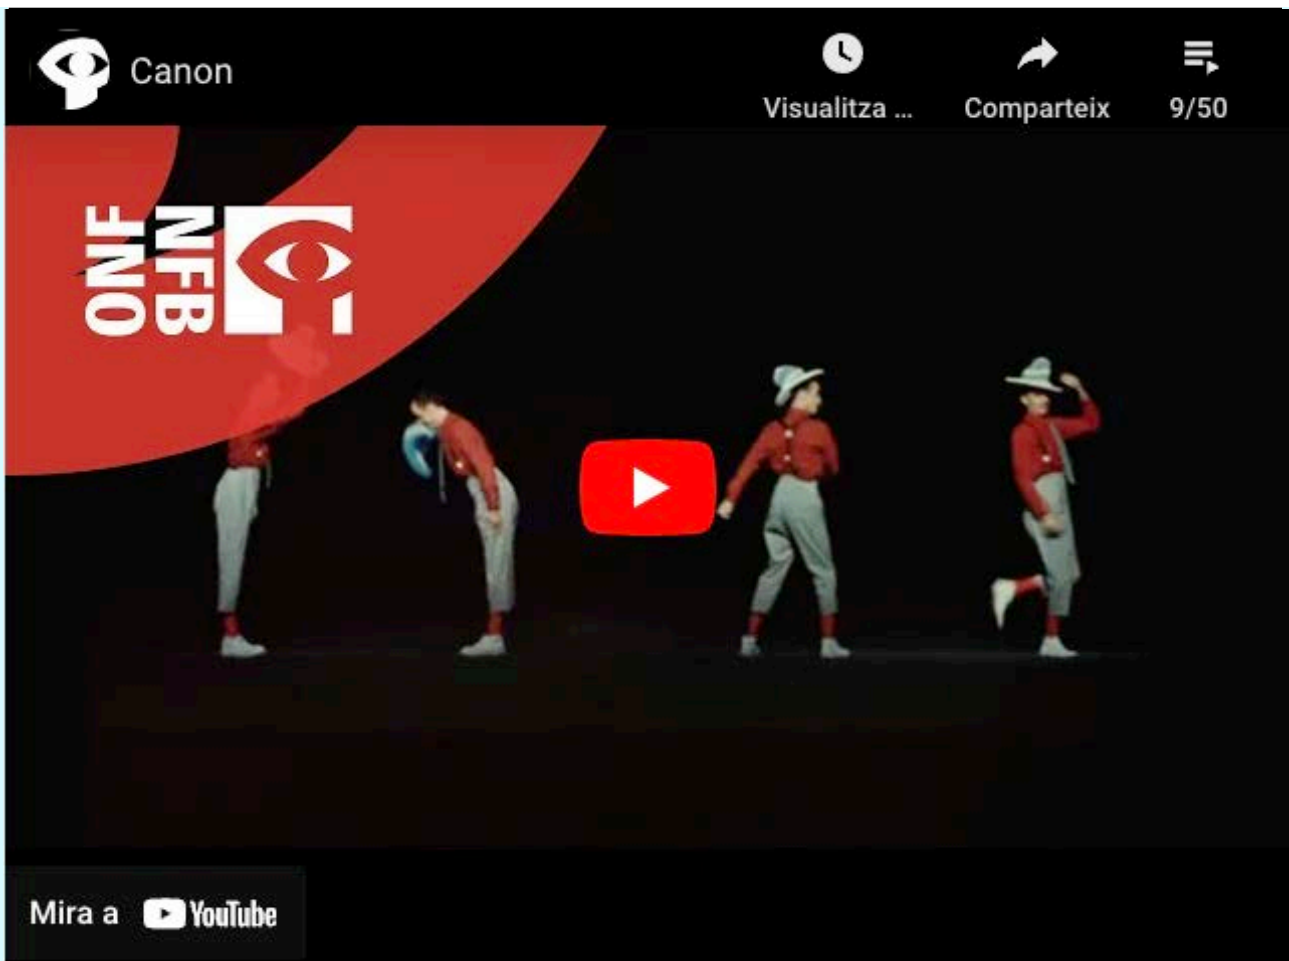 Canon
Visualitza ...
Comparteix
9/50
ONF
NFB
Mira a YouTube